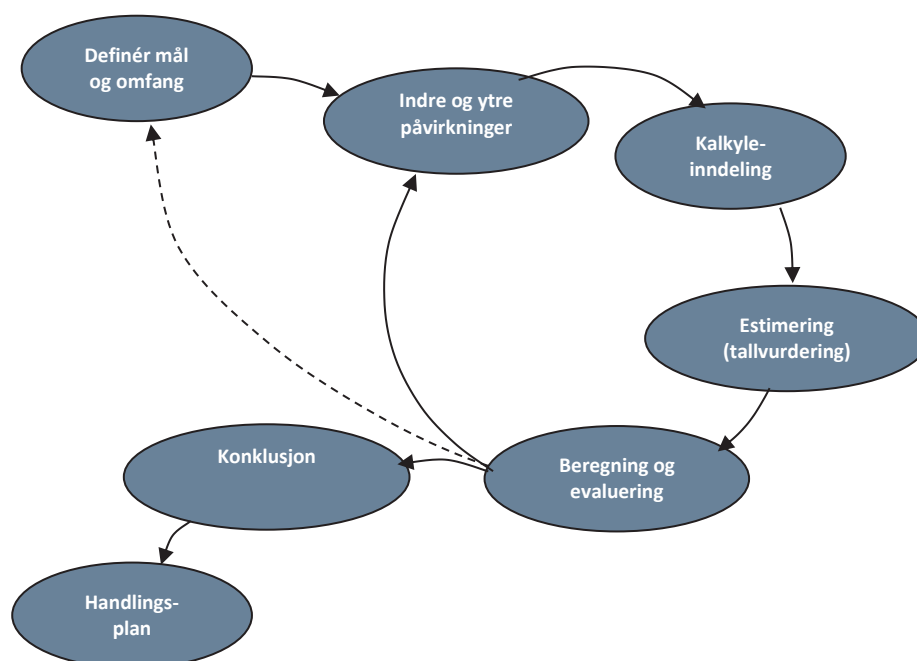 Definér mål
og omfang
Indre og ytre
påvirkninger
Kalkyle-
inndeling
Estimering
(tallvurdering)
Beregning og
evaluering
Konklusjon
Handlings-
plan